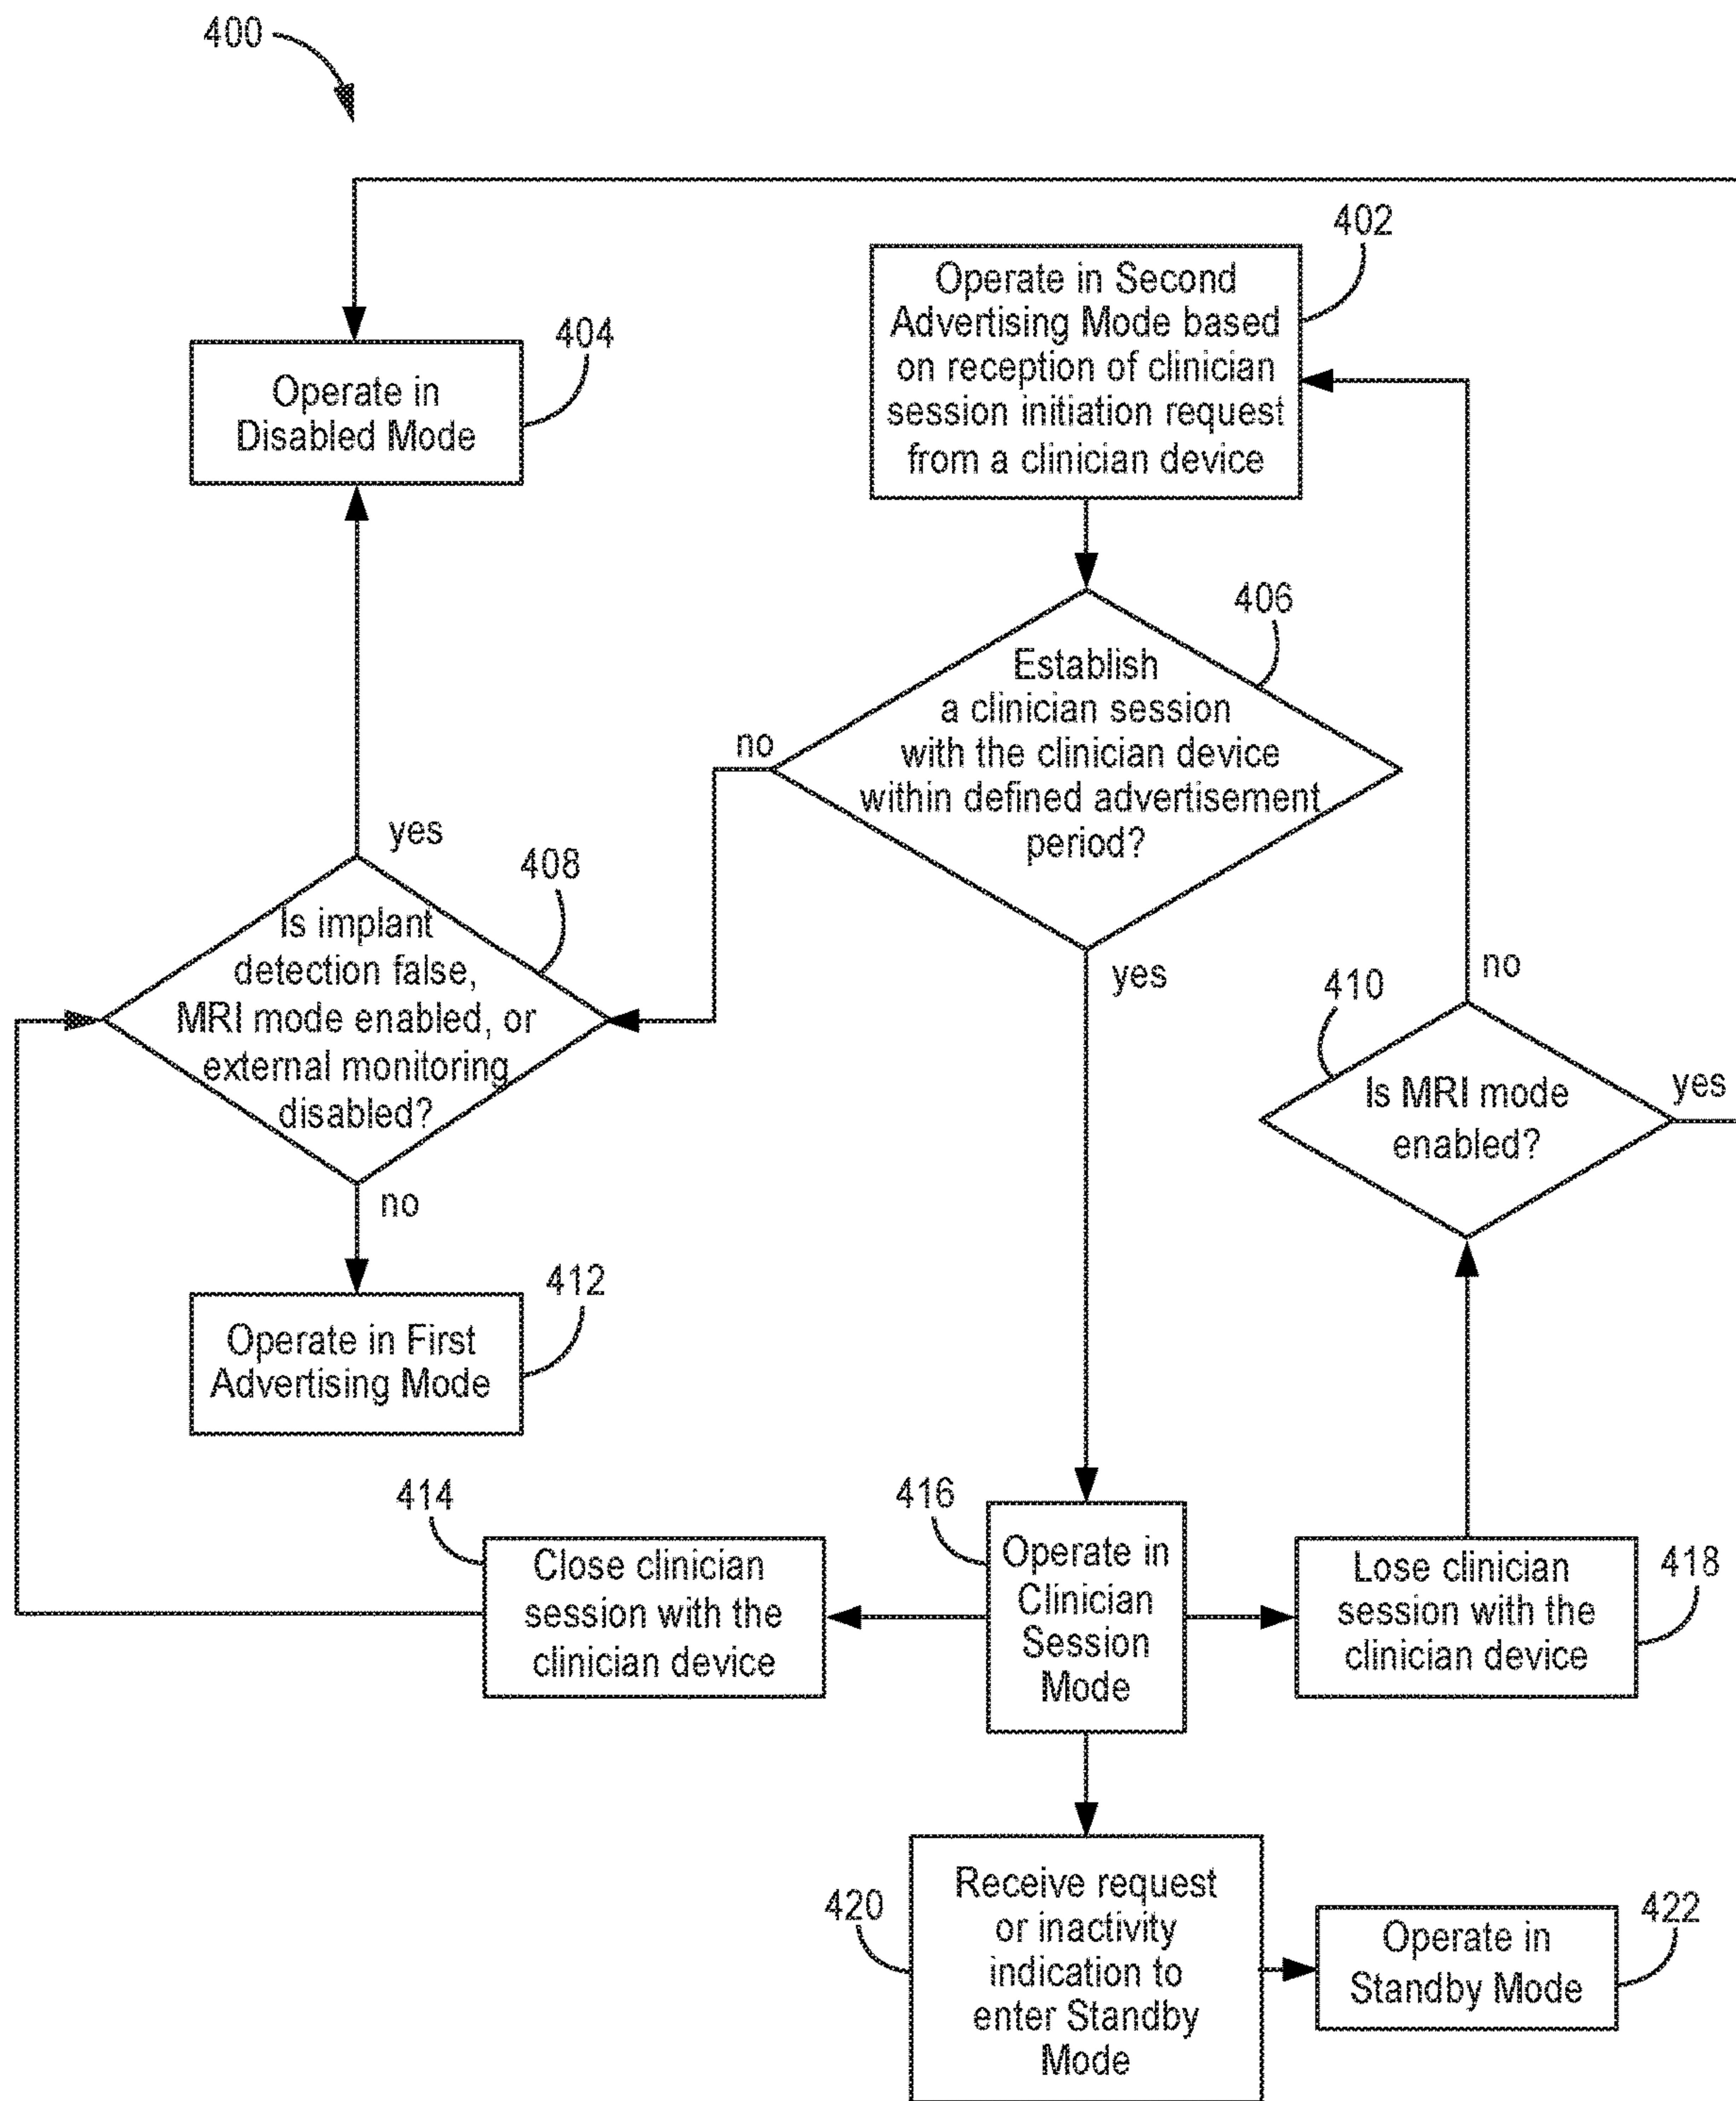 400
402
Operate in Second
Advertising Mode based
on reception of clinician
session initiation request
from a clinician device
404
Operate in
Disabled Mode
406
Establish
a clinician session
with the clinician device
within defined advertisement
period?
no
yes
yes
408
Is implant
detection false,
MRI mode enabled, or
external monitoring
disabled?
no
410
no
Is MRI mode
enabled?
yes
412
Operate in First
Advertising Mode
414
Close clinician
session with the
clinician device
416
Operate in
Clinician
Session
Mode
Lose clinician
session with the
clinician device
418
420
Receive request
or inactivity
indication to
enter Standby
Mode
Operate in
Standby Mode
422